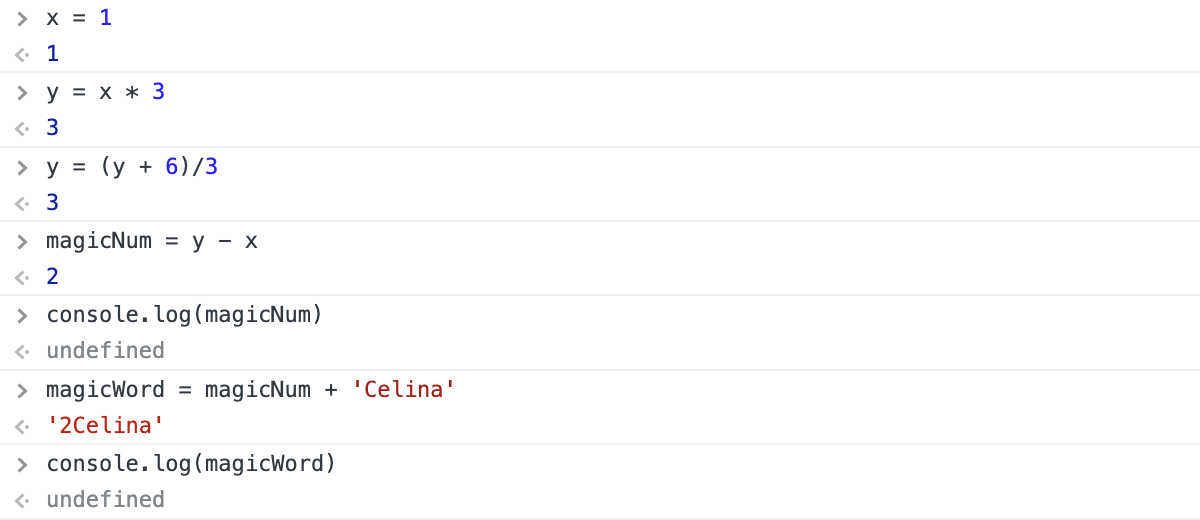 > x = 1
<· 1
> y = x * 3
<· 3
> y = (y + 6)/3
<· 3
> magicNum = y - x
<· 2
> console.log(magicNum)
<· undefined
> magicWord = magicNum + 'Celina'
<· '2Celina'
> console.log(magicWord)
<· undefined